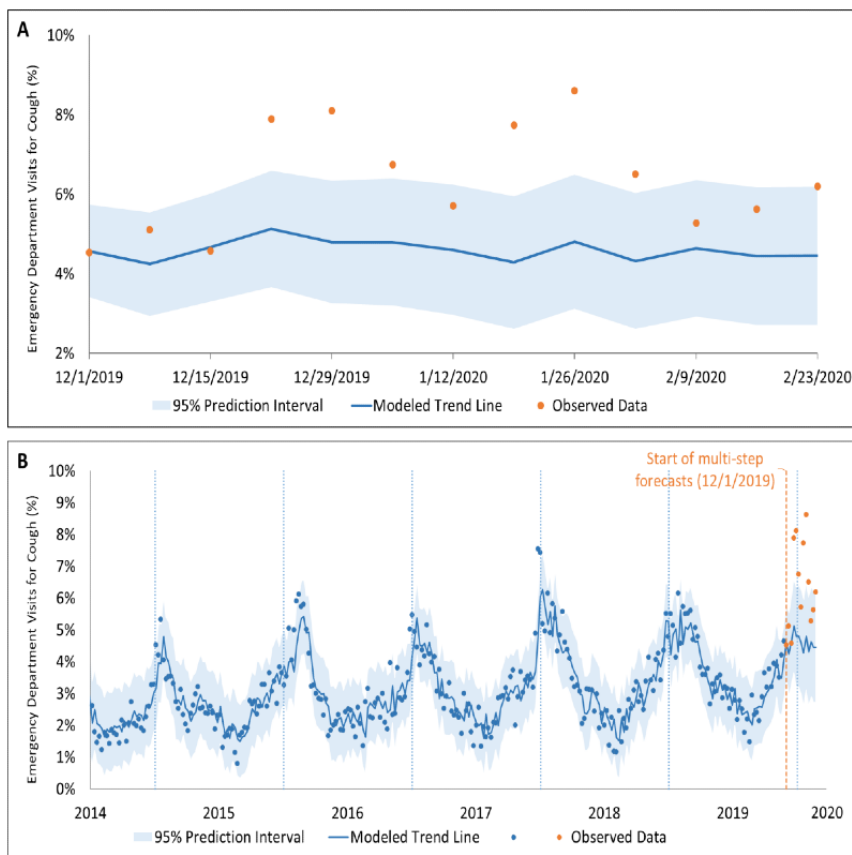 A
Emergency Department Visits for Cough (%)
10%
8%
6%
4%
2%
12/1/2019 12/15/2019 12/29/2019 1/12/2020 1/26/2020 2/9/2020 2/23/2020
95% Prediction Interval Modeled Trend Line Observed Data
B
Start of multi-step
forecasts (12/1/2019)
Emergency Department Visits for Cough (%)
10%
9%
8%
7%
6%
5%
4%
3%
2%
1%
0%
2014 2015 2016 2017 2018 2019 2020
95% Prediction Interval Modeled Trend Line Observed Data